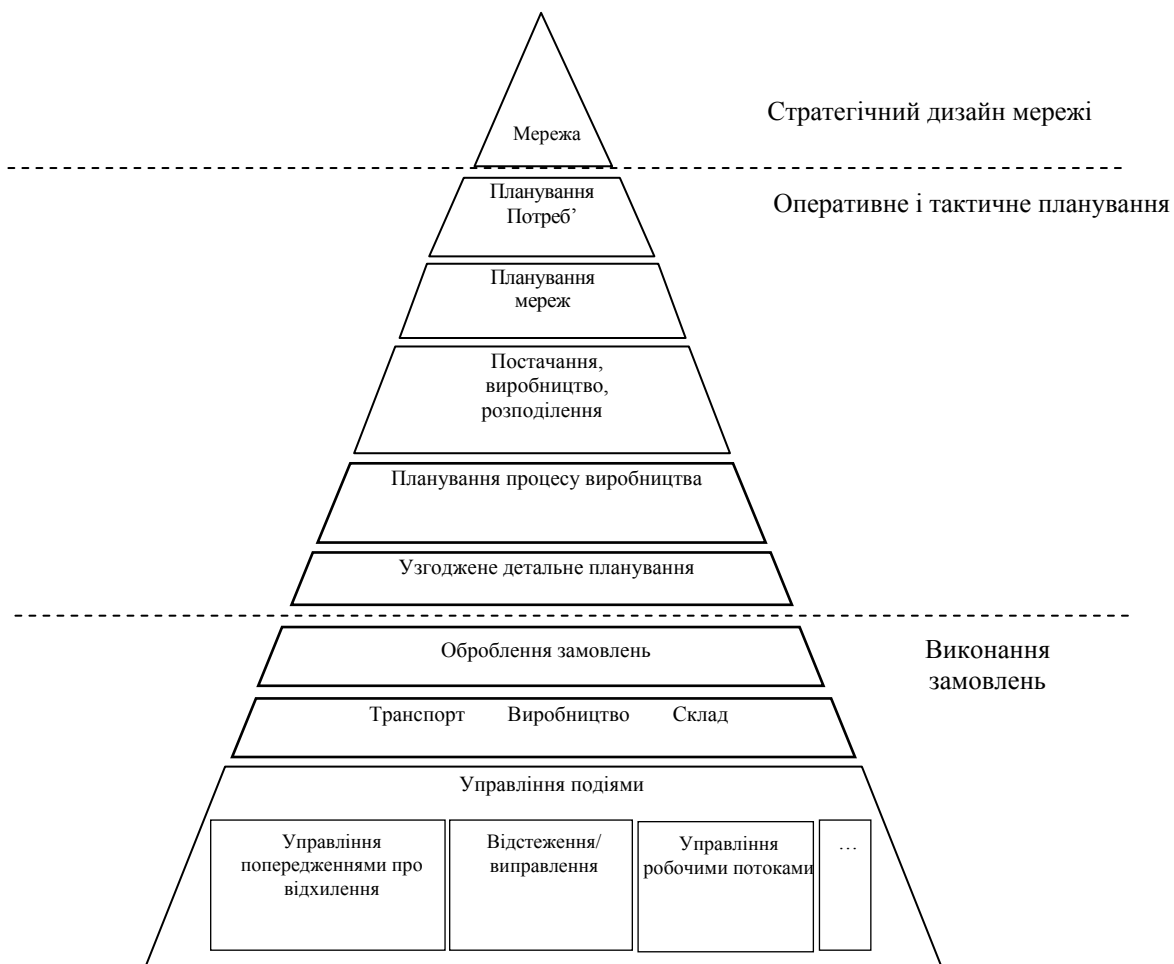 Стратегічний дизайн мережі
Мережа
Оперативне і тактичне планування
Планування
Потреб’
Планування
мереж
Постачання,
виробництво,
розподілення
Планування процесу виробництва
Узгоджене детальне планування
Виконання
замовлень
Оброблення замовлень
Транспорт Виробництво Склад
Управління подіями
Управління
попередженнями про
відхилення
Відстеження/
виправлення
Управління
робочими потоками
…